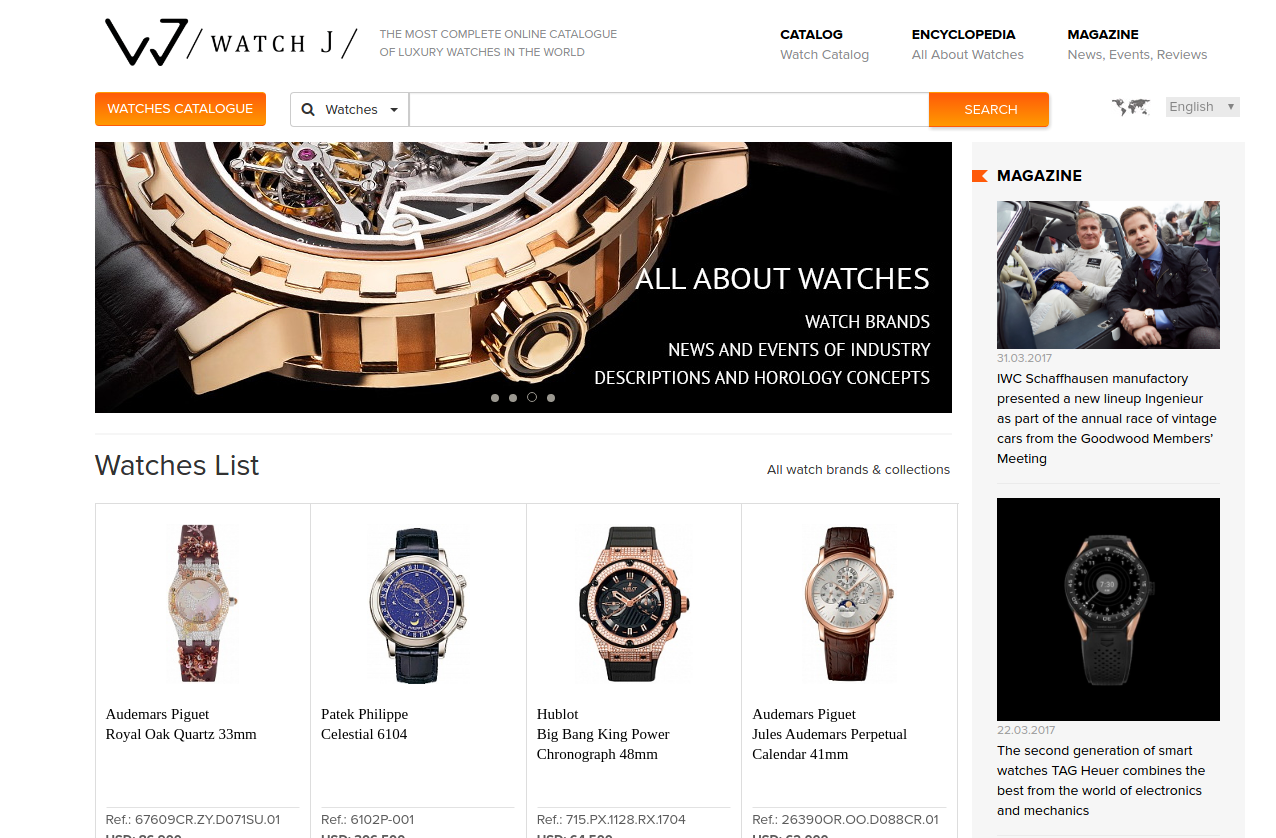 WATCH J
THE MOST COMPLETE ONLINE CATALOGUE
OF LUXURY WATCHES IN THE WORLD
CATALOG
Watch Catalog
ENCYCLOPEDIA
All About Watches
MAGAZINE
News, Events, Reviews
WATCHES CATALOGUE
Watches
SEARCH
English
ALL ABOUT WATCHES
WATCH BRANDS
NEWS AND EVENTS OF INDUSTRY
DESCRIPTIONS AND HOROLOGY CONCEPTS
Watches List
All watch brands & collections
Audemars Piguet
Royal Oak Quartz 33mm
Ref.: 67609CR.ZY.D071SU.01
Patek Philippe
Celestial 6104
Ref.: 6102P-001
Hublot
Big Bang King Power
Chronograph 48mm
Ref.: 715.PX.1128.RX.1704
Audemars Piguet
Jules Audemars Perpetual
Calendar 41mm
Ref.: 26390OR.OO.D088CR.01
MAGAZINE
31.03.2017
IWC Schaffhausen manufactory
presented a new lineup Ingenieur
as part of the annual race of vintage
cars from the Goodwood Members'
Meeting
7:30
22.03.2017
The second generation of smart
watches TAG Heuer combines the
best from the world of electronics
and mechanics